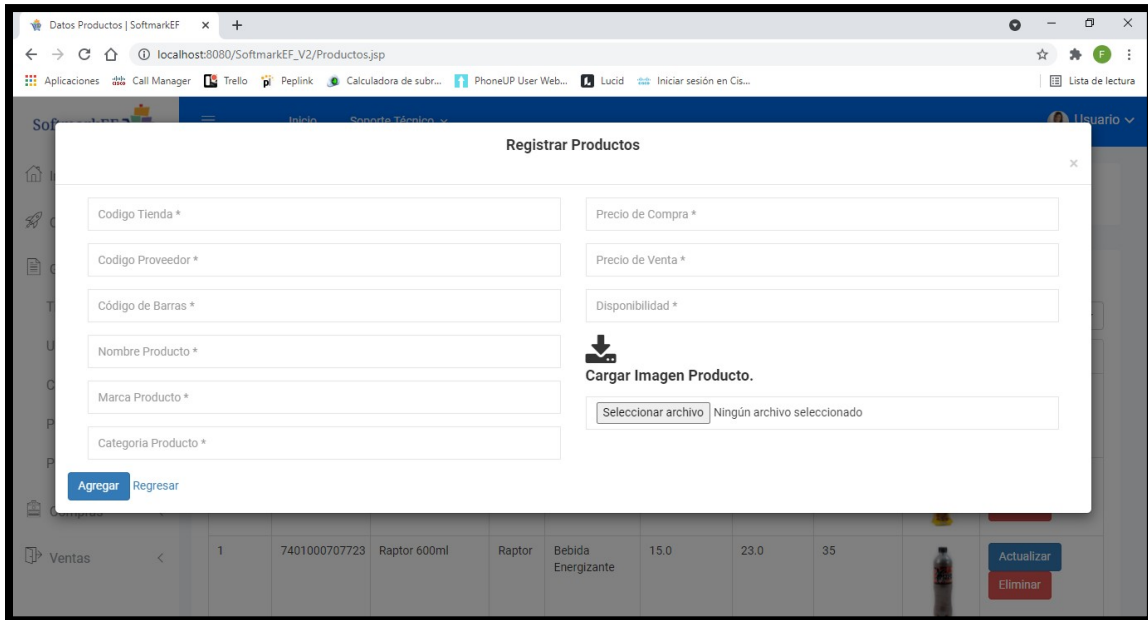 Datos Productos | SoftmarkEF
localhost:8080/SoftmarkEF_V2/Productos.jsp
Aplicaciones Call Manager Trello Peplink Calculadora de subr... PhoneUP User Web... Lucid Iniciar sesión en Cis... Lista de lectura
Inicio Soporte Técnico Usuario
Registrar Productos
Codigo Tienda * Precio de Compra *
Codigo Proveedor * Precio de Venta *
Código de Barras * Disponibilidad *
Nombre Producto *
Cargar Imagen Producto.
Marca Producto *
Seleccionar archivo Ningún archivo seleccionado
Categoria Producto *
Agregar Regresar
Compras
Ventas 1 7401000707723 Raptor 600ml Raptor Bebida Energizante 15.0 23.0 35 Actualizar
Eliminar